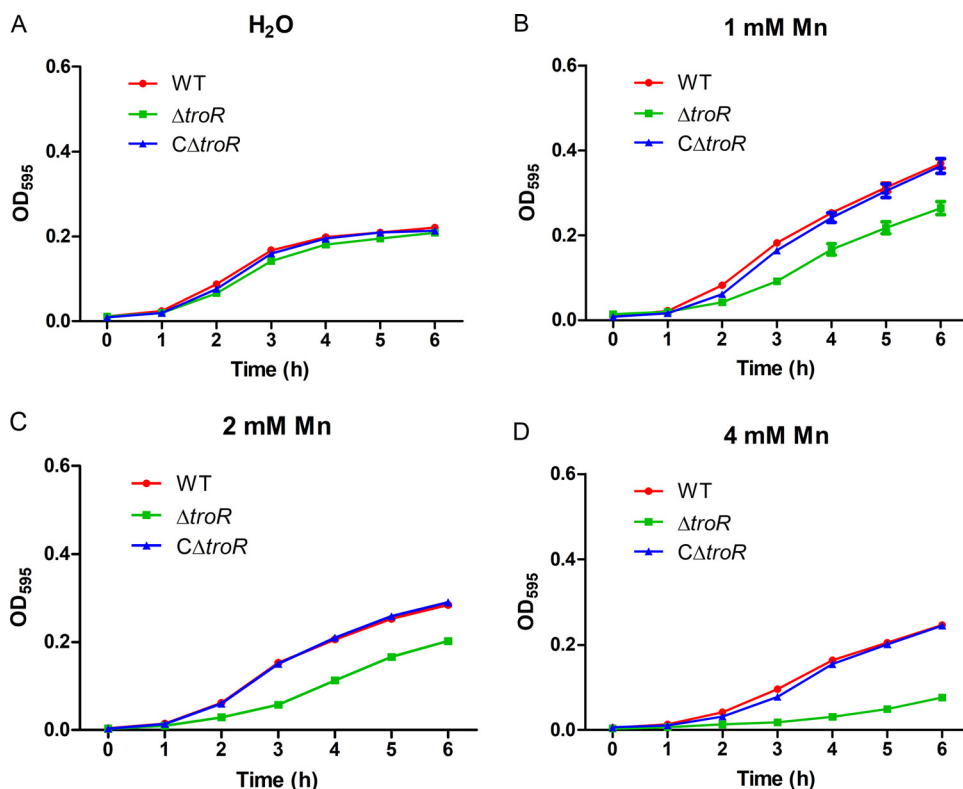 A
H₂O
0.6
0.4
0.2
0.0
OD₅₉₅
WT
ΔtroR
CΔtroR
0 1 2 3 4 5 6
Time (h)
B
1 mM Mn
0.6
0.4
0.2
0.0
OD₅₉₅
WT
ΔtroR
CΔtroR
0 1 2 3 4 5 6
Time (h)
C
2 mM Mn
0.6
0.4
0.2
0.0
OD₅₉₅
WT
ΔtroR
CΔtroR
0 1 2 3 4 5 6
Time (h)
D
4 mM Mn
0.6
0.4
0.2
0.0
OD₅₉₅
WT
ΔtroR
CΔtroR
0 1 2 3 4 5 6
Time (h)